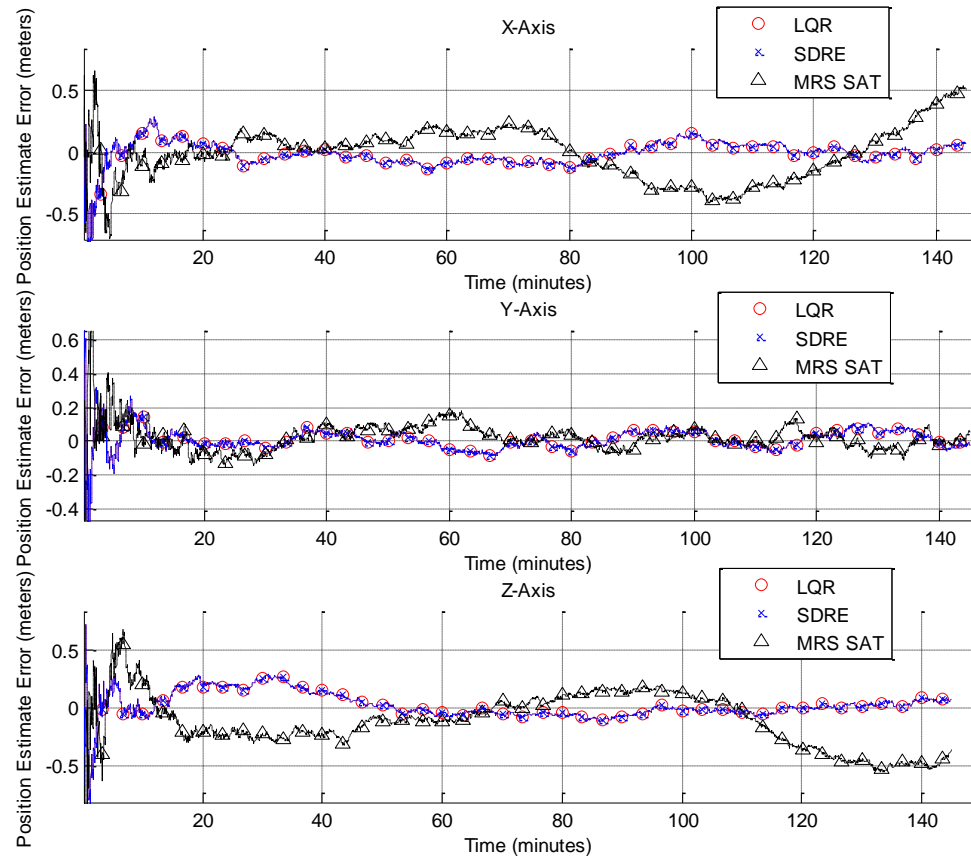 X-Axis
Position Estimate Error (meters)
0.5
0
-0.5
20
40
60
80
100
120
140
Time (minutes)
LQR
SDRE
MRS SAT
Y-Axis
Position Estimate Error (meters)
0.6
0.4
0.2
0
-0.2
-0.4
20
40
60
80
100
120
140
Time (minutes)
LQR
SDRE
MRS SAT
Z-Axis
Position Estimate Error (meters)
0.5
0
-0.5
20
40
60
80
100
120
140
Time (minutes)
LQR
SDRE
MRS SAT